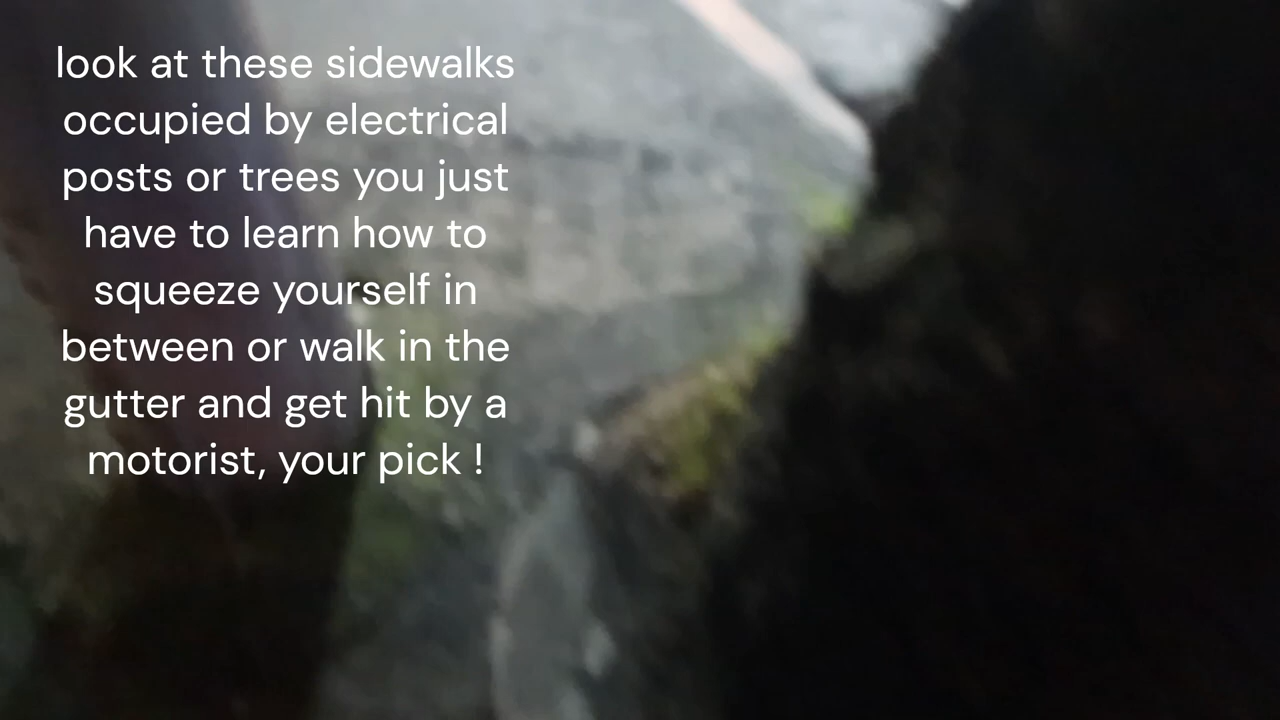 look at these sidewalks
occupied by electrical
posts or trees you just
have to learn how to
squeeze yourself in
between or walk in the
gutter and get hit by a
motorist, your pick !